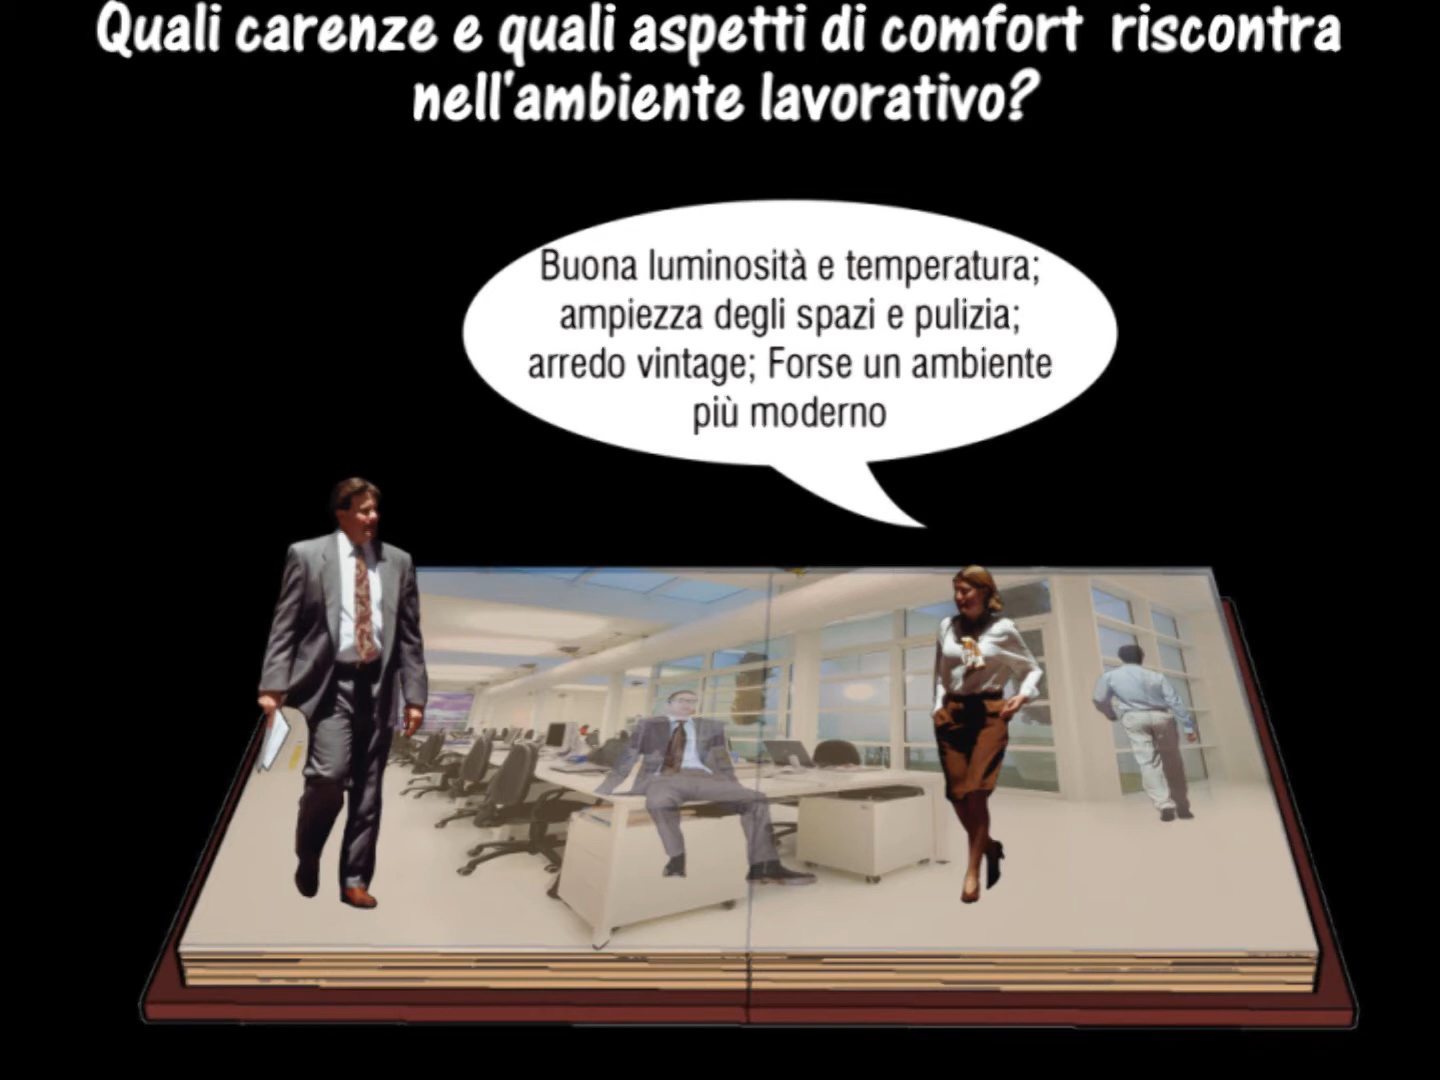 Quali carenze e quali aspetti di comfort riscontra
nell'ambiente lavorativo?
Buona luminosità e temperatura;
ampiezza degli spazi e pulizia;
arredo vintage; Forse un ambiente
più moderno